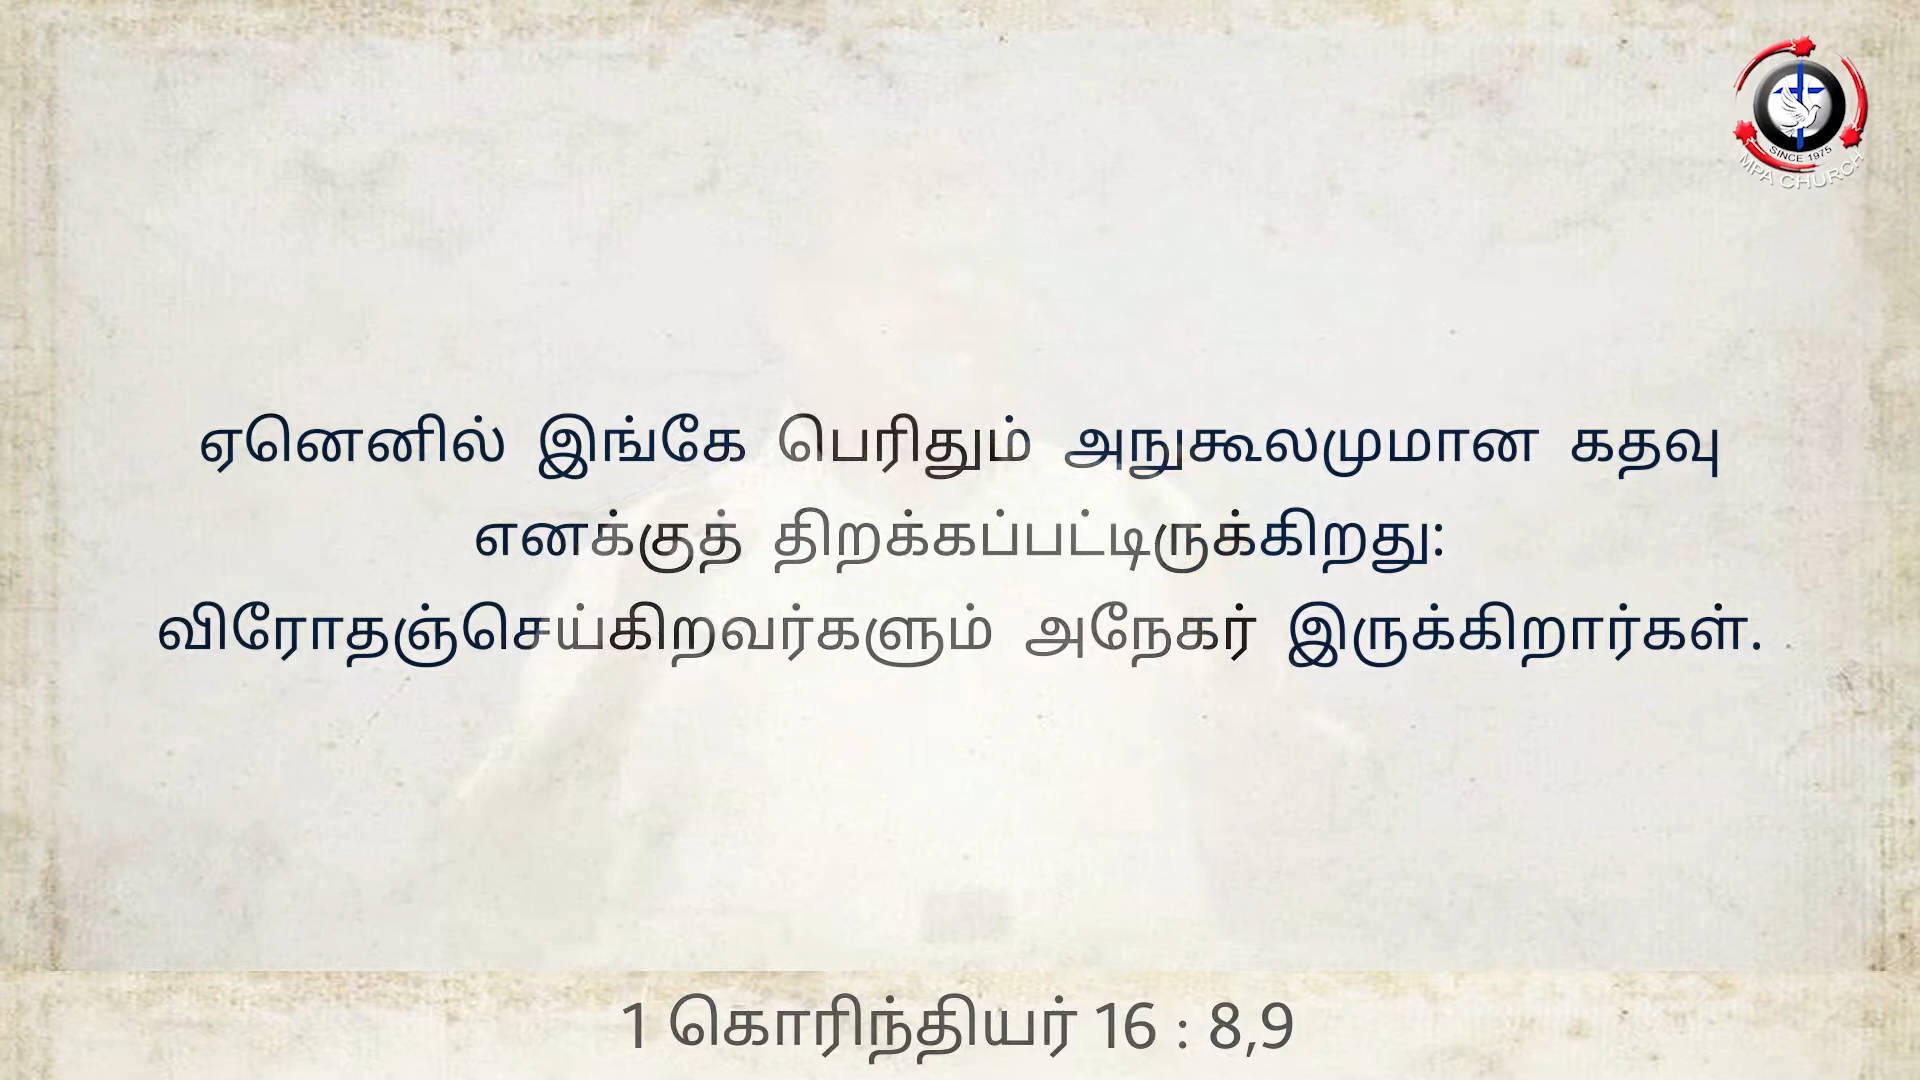 SINCE 1975
MPA CHURCH
ஏனெனில் இங்கே பெரிதும் அநுகூலமுமான கதவு
எனக்குத் திறக்கப்பட்டிருக்கிறது:
விரோதஞ்செய்கிறவர்களும் அநேகர் இருக்கிறார்கள்.
1 கொரிந்தியர் 16 : 8,9